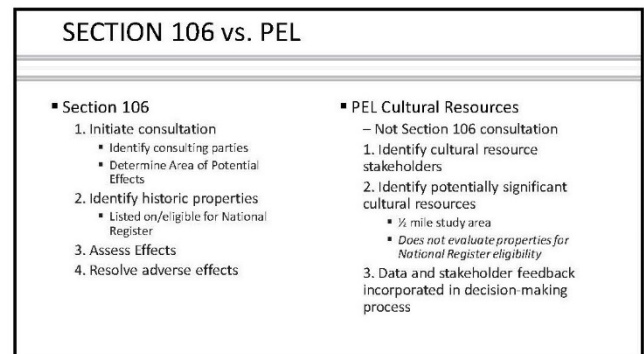 SECTION 106 vs. PEL
▪ Section 106
1. Initiate consultation
▪ Identify consulting parties
▪ Determine Area of Potential
Effects
2. Identify historic properties
▪ Listed on/eligible for National
Register
3. Assess Effects
4. Resolve adverse effects
▪ PEL Cultural Resources
– Not Section 106 consultation
1. Identify cultural resource
stakeholders
2. Identify potentially significant
cultural resources
▪ ½ mile study area
▪ Does not evaluate properties for
National Register eligibility
3. Data and stakeholder feedback
incorporated in decision-making
process